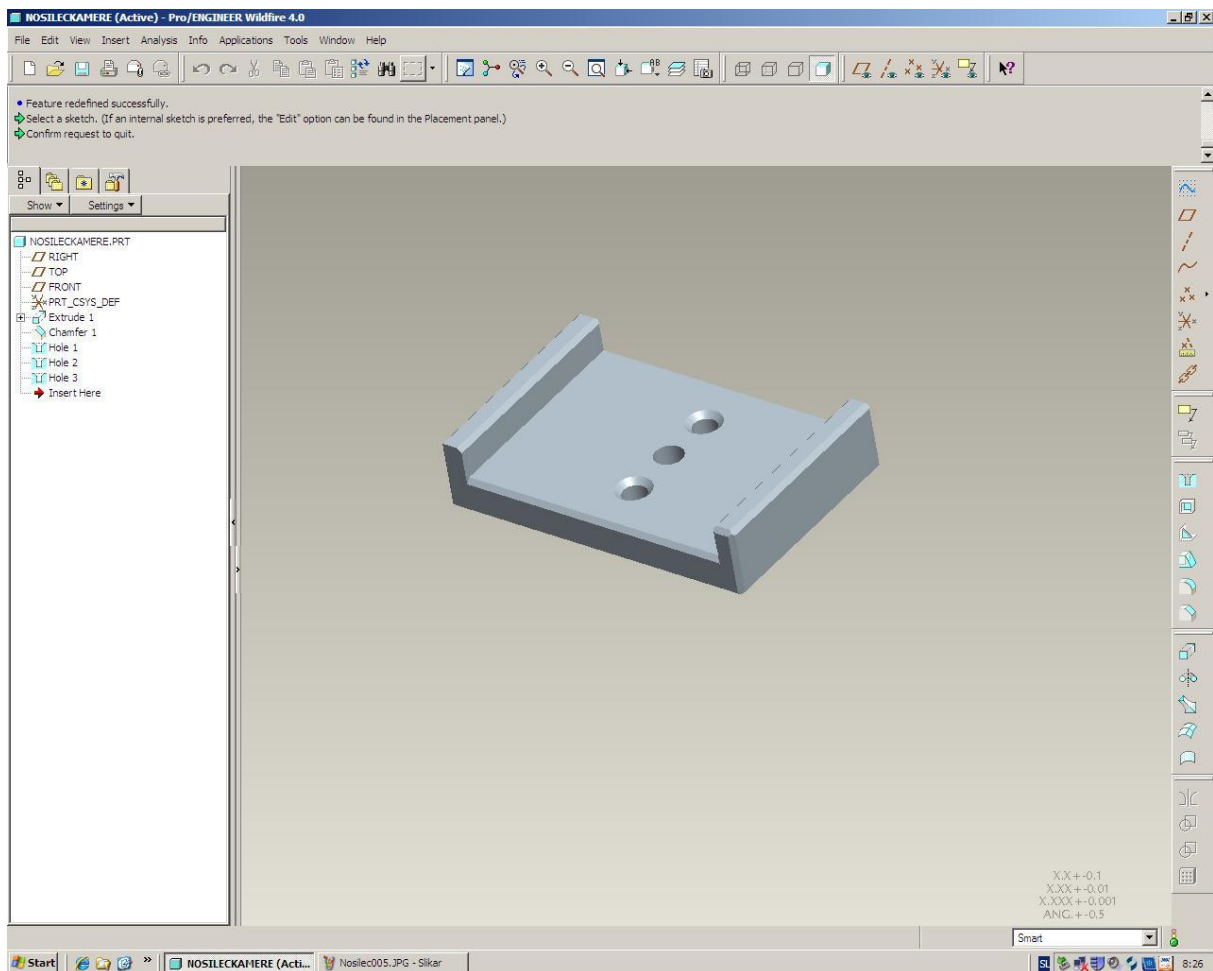 NOSILECKAMERE (Active) - Pro/ENGINEER Wildfire 4.0
File Edit View Insert Analysis Info Applications Tools Window Help
Feature redefined successfully.
Select a sketch. (If an internal sketch is preferred, the "Edit" option can be found in the Placement panel.)
Confirm request to quit.
Show Settings
NOSILECKAMERE.PRT
RIGHT
TOP
FRONT
PRT_CSYS_DEF
Extrude 1
Chamfer 1
Hole 1
Hole 2
Hole 3
Insert Here
X.X+-0.1
X.XX+-0.01
X.XXX+-0.001
ANG.+-0.5
Smart
Start » NOSILECKAMERE (Acti... Nosilec005.JPG - Slikar SL 8:26